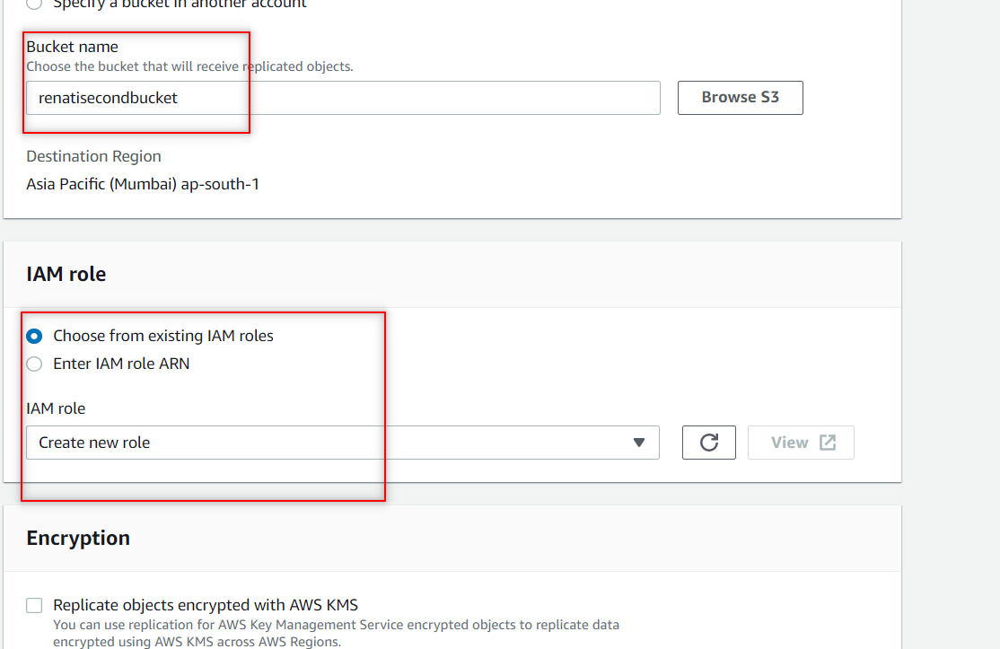 Specify a bucket in another account
Bucket name
Choose the bucket that will receive replicated objects.
renatisecondbucket
Browse S3
Destination Region
Asia Pacific (Mumbai) ap-south-1
IAM role
Choose from existing IAM roles
Enter IAM role ARN
IAM role
Create new role
View
Encryption
Replicate objects encrypted with AWS KMS
You can use replication for AWS Key Management Service encrypted objects to replicate data
encrypted using AWS KMS across AWS Regions.